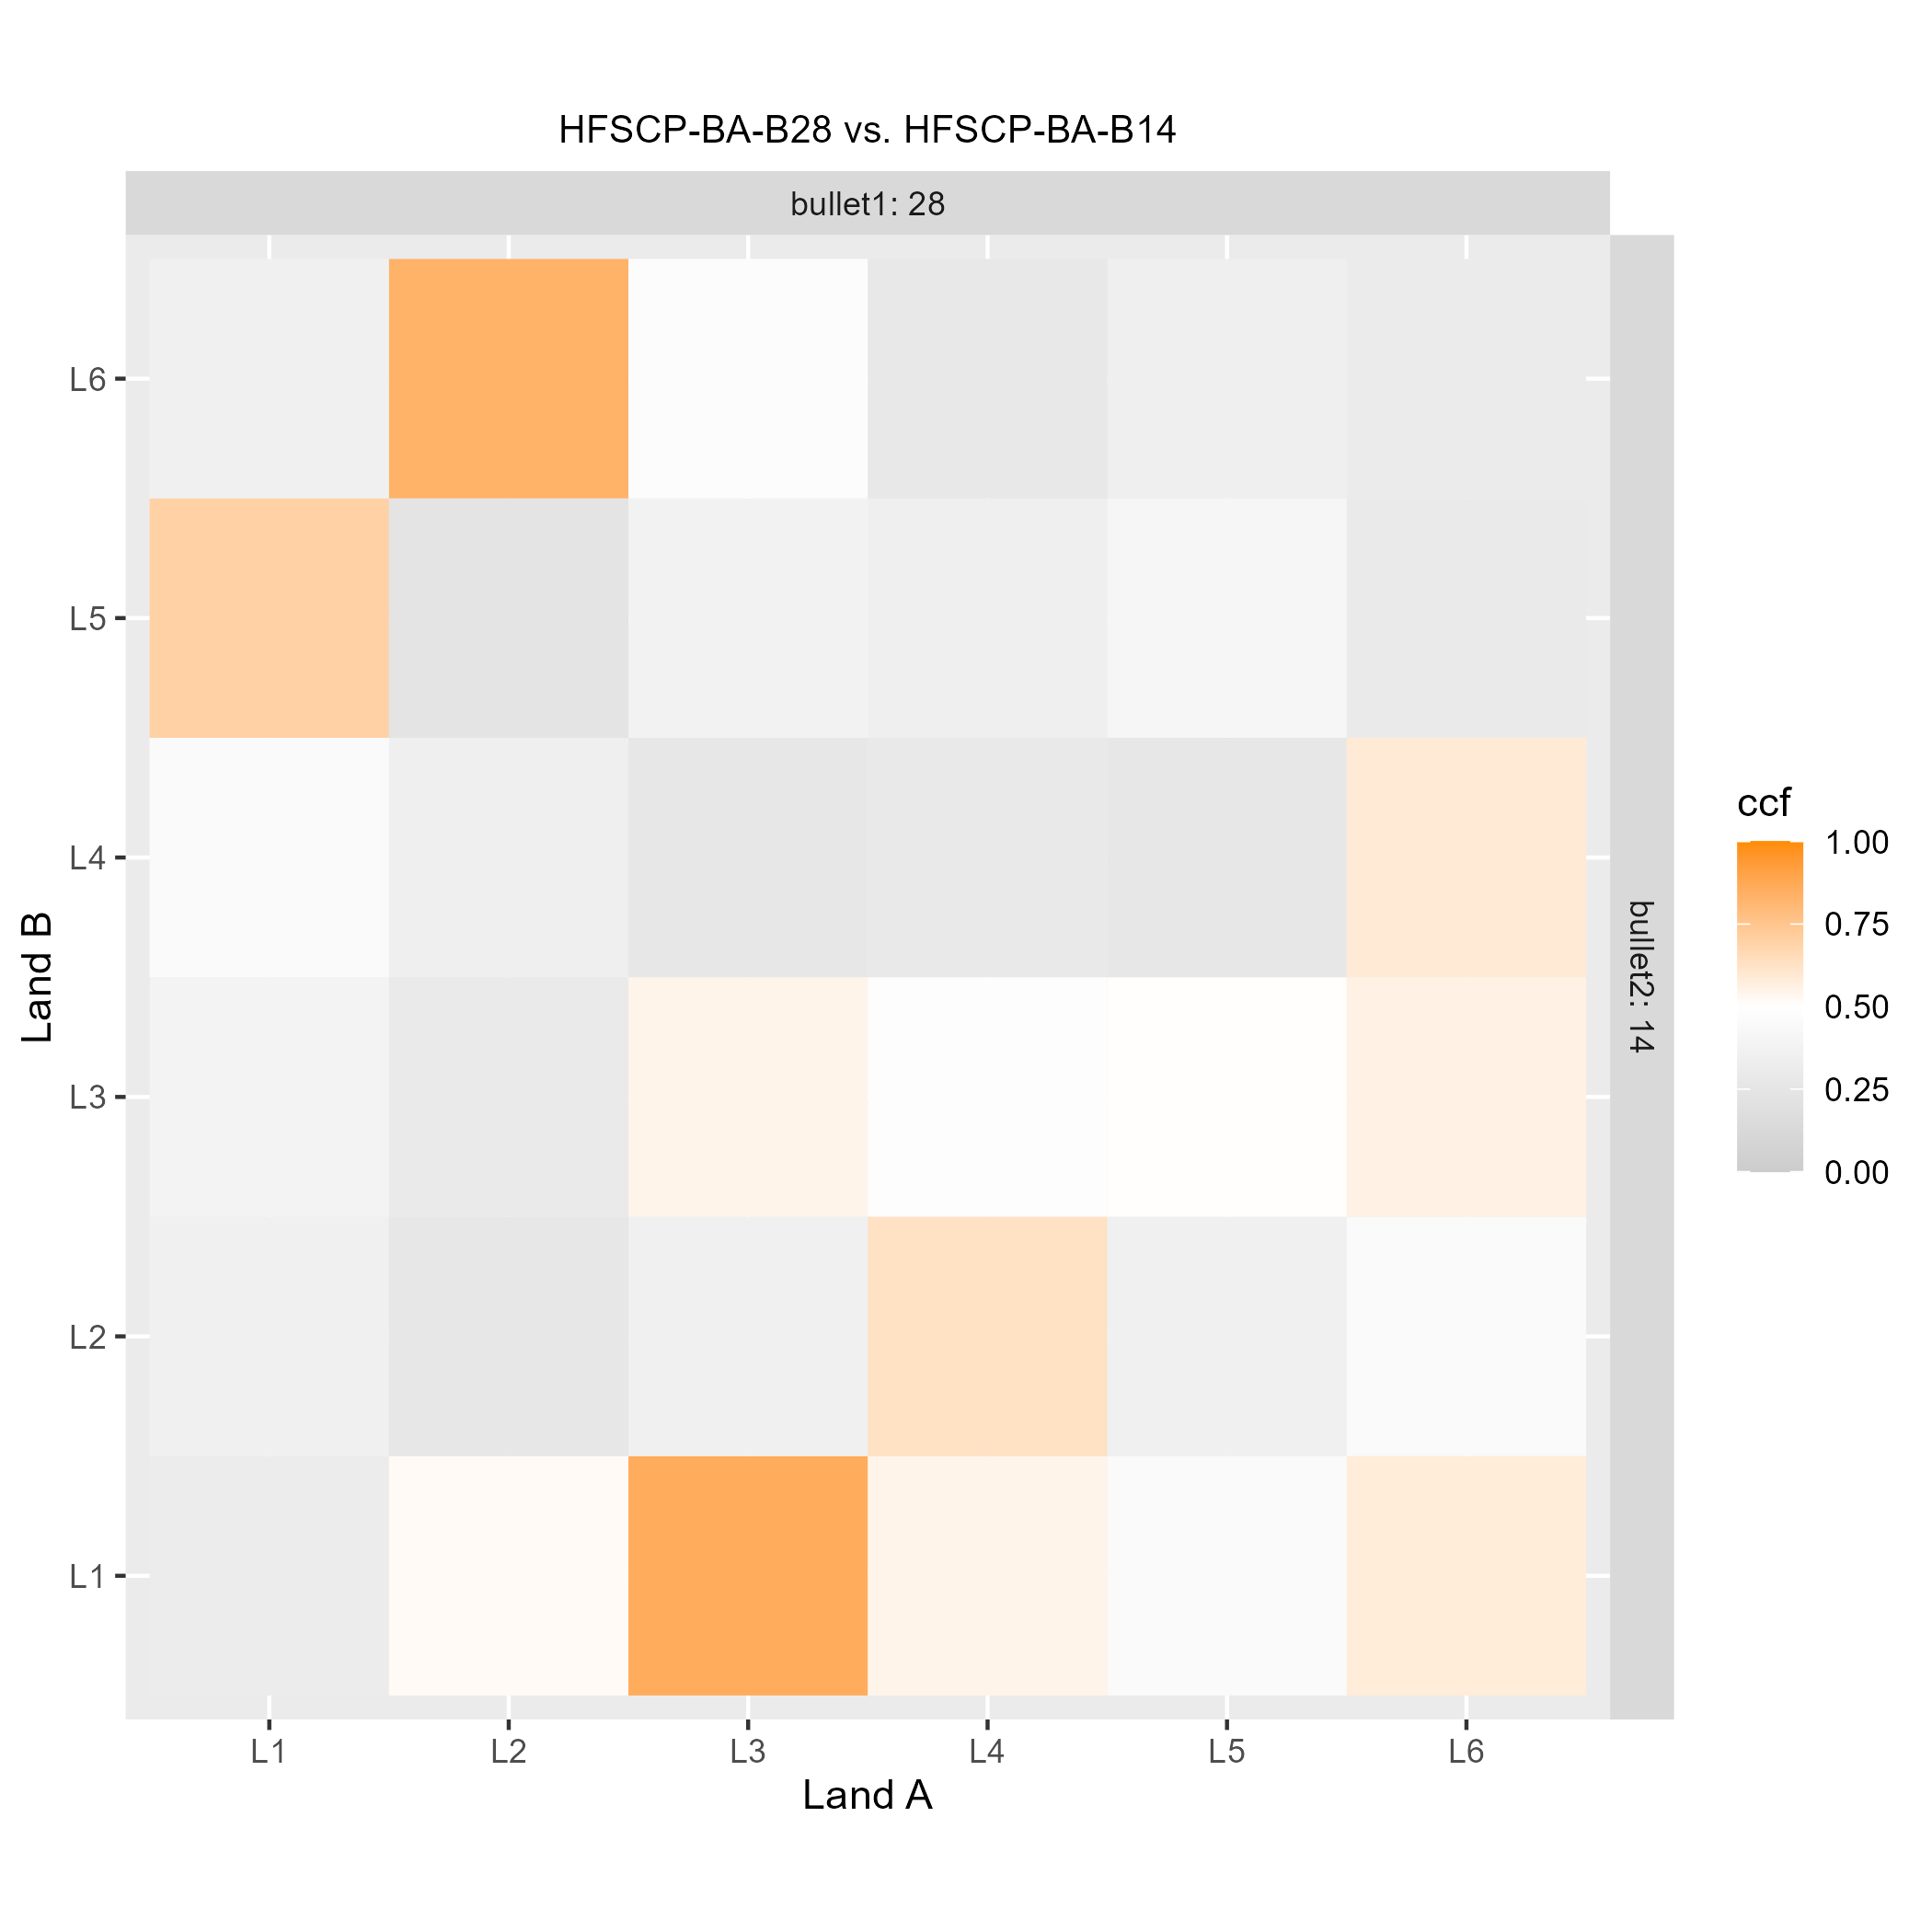 HFSCP-BA-B28 vs. HFSCP-BA-B14
bullet1: 28
L6
L5
L4
L3
L2
L1
Land B
bullet2: 14
ccf
1.00
0.75
0.50
0.25
0.00
L1 L2 L3 L4 L5 L6
Land A